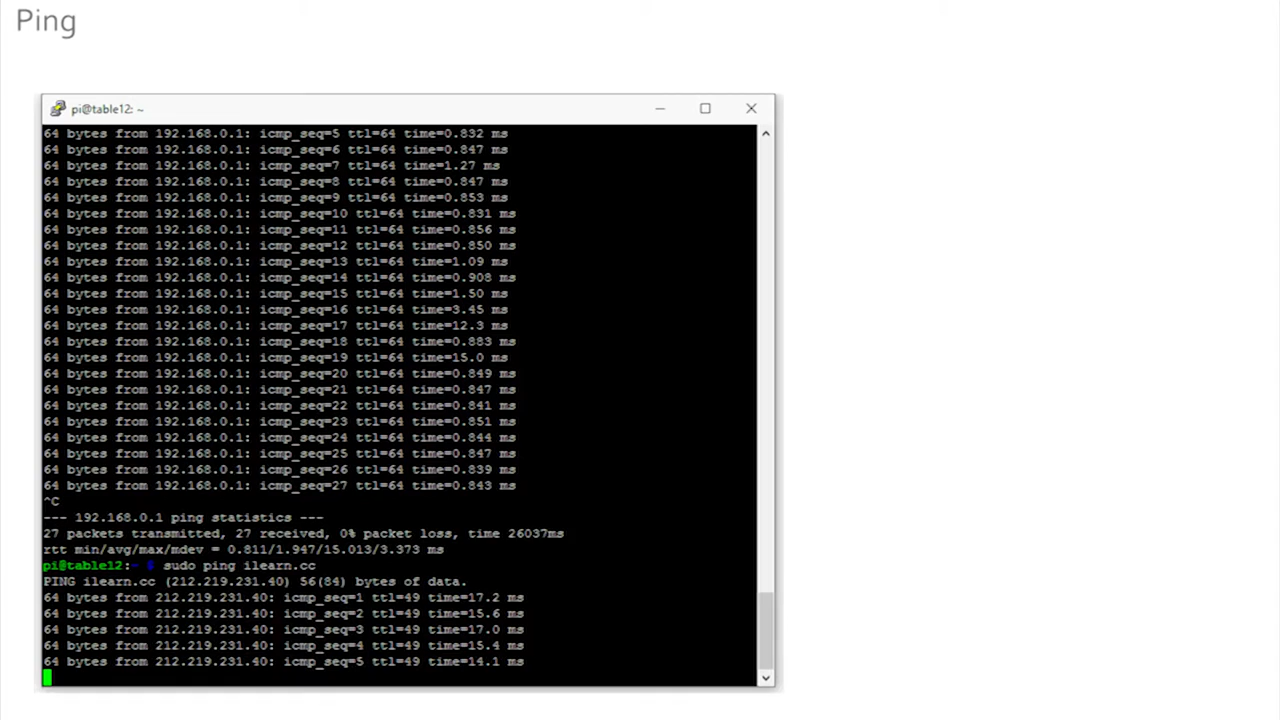 Ping
pi@table12: ~
64 bytes from 192.168.0.1: icmp_seq=5 ttl=64 time=0.832 ms
64 bytes from 192.168.0.1: icmp_seq=6 ttl=64 time=0.847 ms
64 bytes from 192.168.0.1: icmp_seq=7 ttl=64 time=1.27 ms
64 bytes from 192.168.0.1: icmp_seq=8 ttl=64 time=0.847 ms
64 bytes from 192.168.0.1: icmp_seq=9 ttl=64 time=0.853 ms
64 bytes from 192.168.0.1: icmp_seq=10 ttl=64 time=0.831 ms
64 bytes from 192.168.0.1: icmp_seq=11 ttl=64 time=0.856 ms
64 bytes from 192.168.0.1: icmp_seq=12 ttl=64 time=0.850 ms
64 bytes from 192.168.0.1: icmp_seq=13 ttl=64 time=1.09 ms
64 bytes from 192.168.0.1: icmp_seq=14 ttl=64 time=0.908 ms
64 bytes from 192.168.0.1: icmp_seq=15 ttl=64 time=1.50 ms
64 bytes from 192.168.0.1: icmp_seq=16 ttl=64 time=3.45 ms
64 bytes from 192.168.0.1: icmp_seq=17 ttl=64 time=12.3 ms
64 bytes from 192.168.0.1: icmp_seq=18 ttl=64 time=0.883 ms
64 bytes from 192.168.0.1: icmp_seq=19 ttl=64 time=15.0 ms
64 bytes from 192.168.0.1: icmp_seq=20 ttl=64 time=0.849 ms
64 bytes from 192.168.0.1: icmp_seq=21 ttl=64 time=0.847 ms
64 bytes from 192.168.0.1: icmp_seq=22 ttl=64 time=0.841 ms
64 bytes from 192.168.0.1: icmp_seq=23 ttl=64 time=0.851 ms
64 bytes from 192.168.0.1: icmp_seq=24 ttl=64 time=0.844 ms
64 bytes from 192.168.0.1: icmp_seq=25 ttl=64 time=0.847 ms
64 bytes from 192.168.0.1: icmp_seq=26 ttl=64 time=0.839 ms
64 bytes from 192.168.0.1: icmp_seq=27 ttl=64 time=0.843 ms
^C
--- 192.168.0.1 ping statistics ---
27 packets transmitted, 27 received, 0% packet loss, time 26037ms
rtt min/avg/max/mdev = 0.811/1.947/15.013/3.373 ms
pi@table12:~ $ sudo ping ilearn.cc
PING ilearn.cc (212.219.231.40) 56(84) bytes of data.
64 bytes from 212.219.231.40: icmp_seq=1 ttl=49 time=17.2 ms
64 bytes from 212.219.231.40: icmp_seq=2 ttl=49 time=15.6 ms
64 bytes from 212.219.231.40: icmp_seq=3 ttl=49 time=17.0 ms
64 bytes from 212.219.231.40: icmp_seq=4 ttl=49 time=15.4 ms
64 bytes from 212.219.231.40: icmp_seq=5 ttl=49 time=14.1 ms